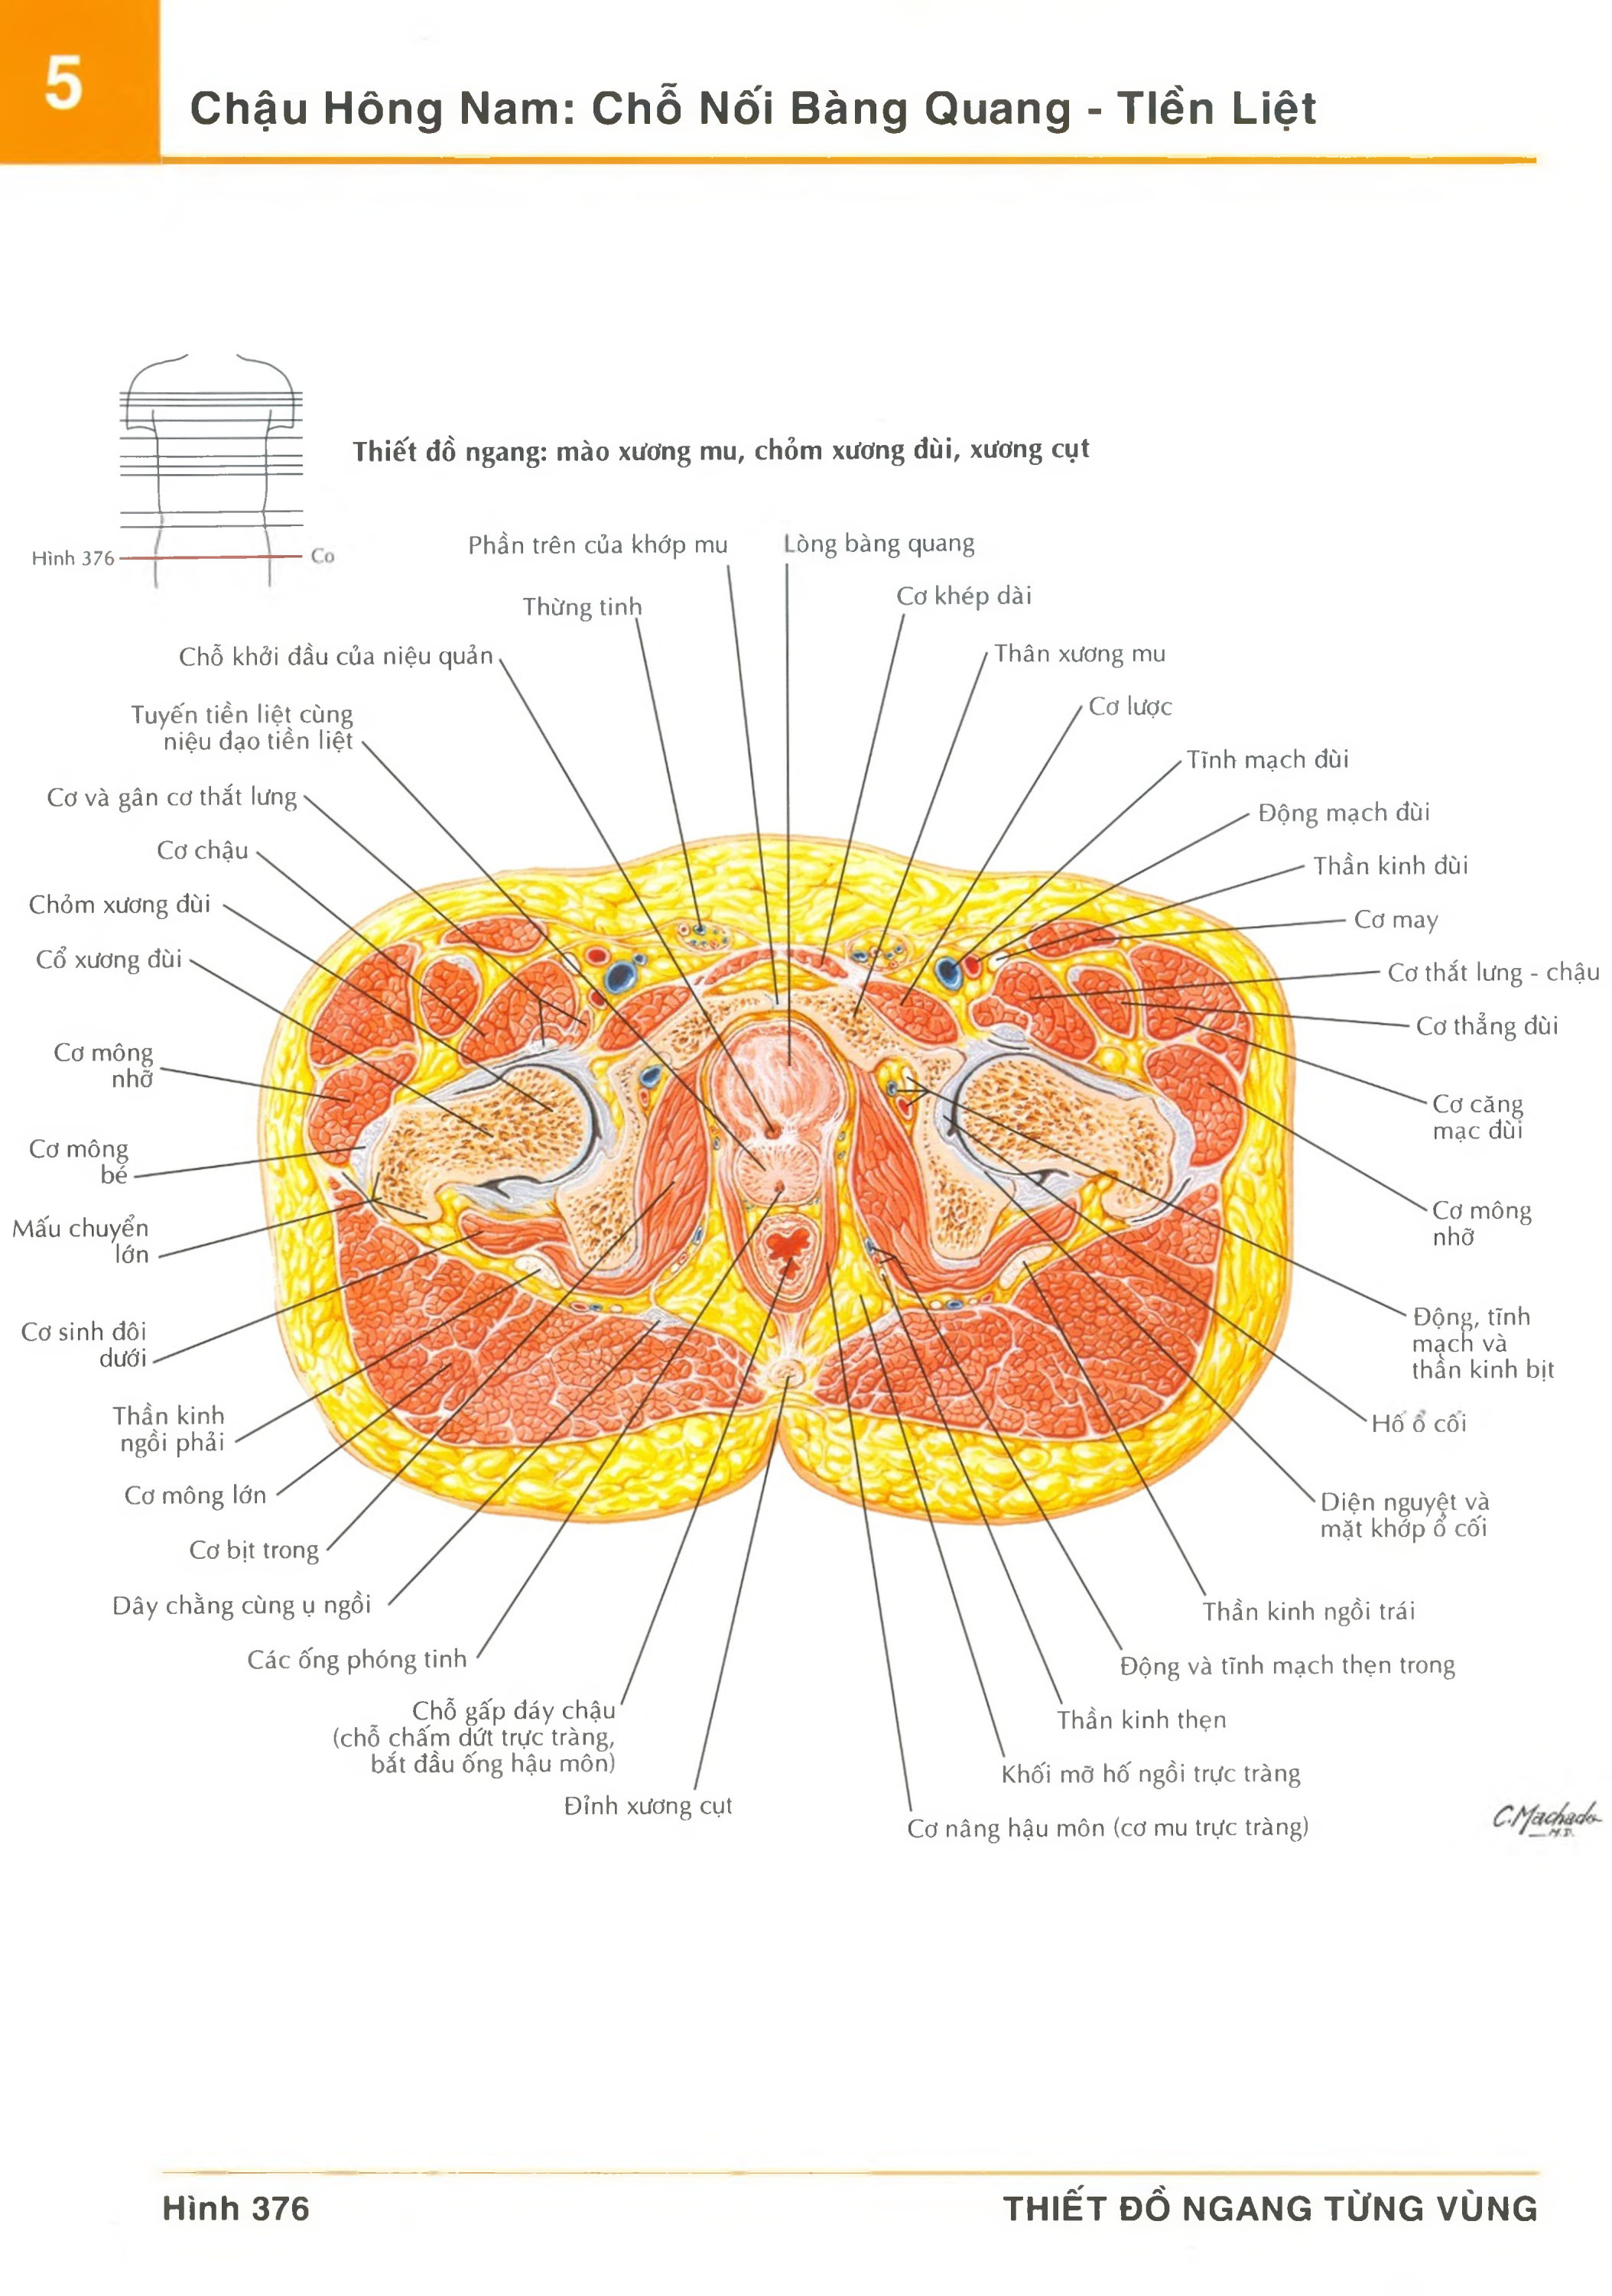 5
Chậu Hông Nam: Chỗ Nối Bàng Quang - TIền Liệt
Thiết đồ ngang: mào xương mu, chỏm xương đùi, xương cụt
Hình 376
Co
Phần trên của khớp mu
Lòng bàng quang
Thừng tinh
Cơ khép dài
Chỗ khởi đầu của niệu quản
Thân xương mu
Tuyến tiền liệt cùng
niệu đạo tiền liệt
Cơ lược
Tĩnh mạch đùi
Cơ và gân cơ thắt lưng
Động mạch đùi
Cơ chậu
Thần kinh đùi
Chỏm xương đùi
Cơ may
Cổ xương đùi
Cơ thắt lưng - chậu
Cơ thẳng đùi
Cơ mông
nhỡ
Cơ căng
mạc đùi
Cơ mông
bé
Cơ mông
nhỡ
Mấu chuyển
lớn
Động, tĩnh
mạch và
thần kinh bịt
Cơ sinh đôi
dưới
Thần kinh
ngồi phải
Hố ổ cối
Cơ mông lớn
Diện nguyệt và
mặt khớp ổ cối
Cơ bịt trong
Dây chằng cùng ụ ngồi
Thần kinh ngồi trái
Các ống phóng tinh
Động và tĩnh mạch thẹn trong
Chỗ gấp đáy chậu
(chỗ chấm dứt trực tràng,
bắt đầu ống hậu môn)
Thần kinh thẹn
Khối mỡ hố ngồi trực tràng
Đỉnh xương cụt
Cơ nâng hậu môn (cơ mu trực tràng)
C.Machado
M.D.
Hình 376
THIẾT ĐỒ NGANG TỪNG VÙNG